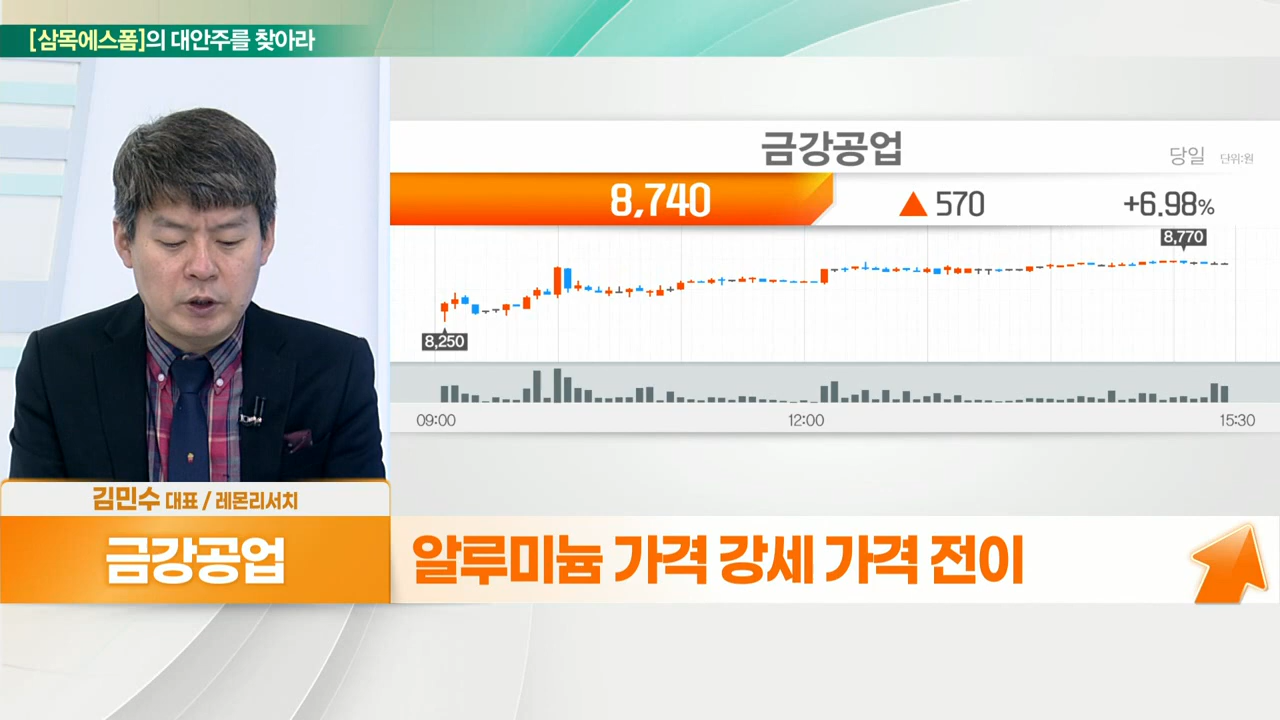 [삼목에스폼]의 대안주를 찾아라
금강공업
당일 단위:원
8,740 ▲ 570 +6.98%
8,770
8,250
09:00 12:00 15:30
김민수 대표 / 레몬리서치
금강공업
알루미늄 가격 강세 가격 전이